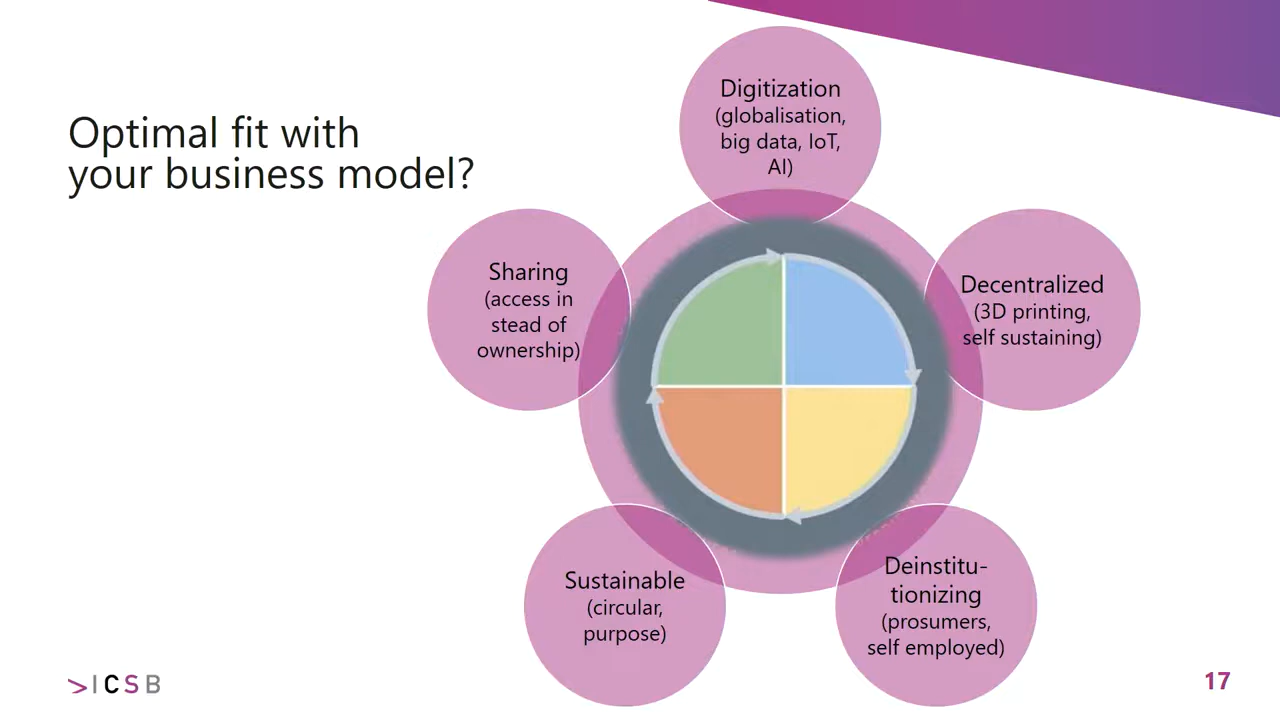 Optimal fit with
your business model?
Digitization
(globalisation,
big data, IoT,
AI)
Sharing
(access in
stead of
ownership)
Decentralized
(3D printing,
self sustaining)
Sustainable
(circular,
purpose)
Deinstitu-
tionizing
(prosumers,
self employed)
ICSB
17